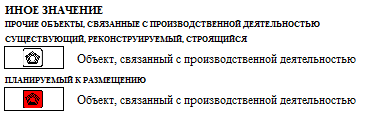 ИНОЕ ЗНАЧЕНИЕ
ПРОЧИЕ ОБЪЕКТЫ, СВЯЗАННЫЕ С ПРОИЗВОДСТВЕННОЙ ДЕЯТЕЛЬНОСТЬЮ
СУЩЕСТВУЮЩИЙ, РЕКОНСТРУИРУЕМЫЙ, СТРОЯЩИЙСЯ
Объект, связанный с производственной деятельностью
ПЛАНИРУЕМЫЙ К РАЗМЕЩЕНИЮ
Объект, связанный с производственной деятельностью